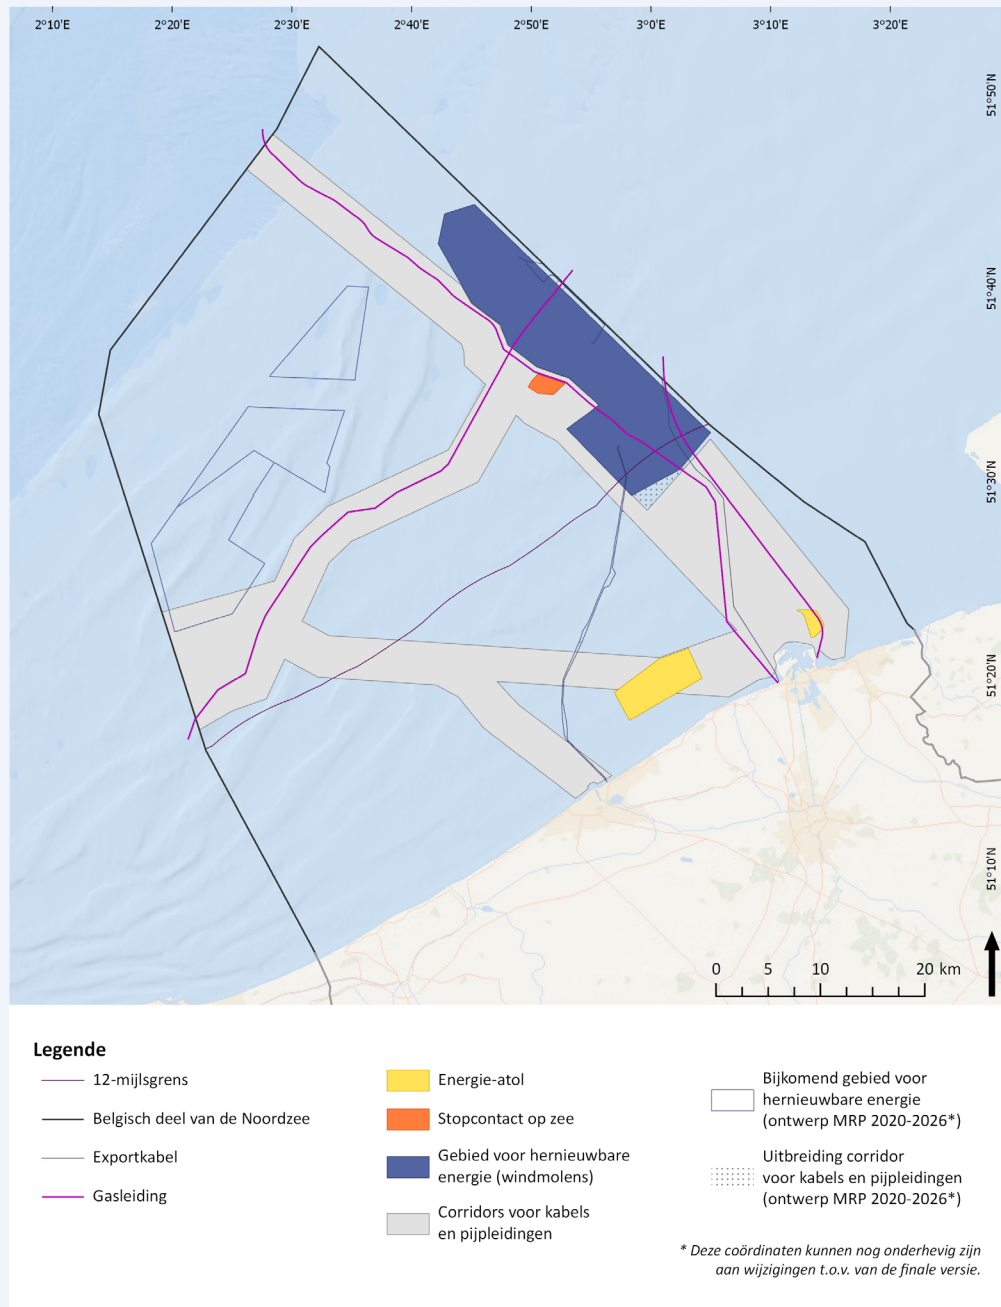 2°10'E 2°20'E 2°30'E 2°40'E 2°50'E 3°0'E 3°10'E 3°20'E
51°50'N
51°40'N
51°30'N
51°20'N
51°10'N
0 5 10 20 km
Legende
12-mijlsgrens
Belgisch deel van de Noordzee
Exportkabel
Gasleiding
Energie-atol
Stopcontact op zee
Gebied voor hernieuwbare
energie (windmolens)
Corridors voor kabels
en pijpleidingen
Bijkomend gebied voor
hernieuwbare energie
(ontwerp MRP 2020-2026*)
Uitbreiding corridor
voor kabels en pijpleidingen
(ontwerp MRP 2020-2026*)
* Deze coördinaten kunnen nog onderhevig zijn
aan wijzigingen t.o.v. van de finale versie.